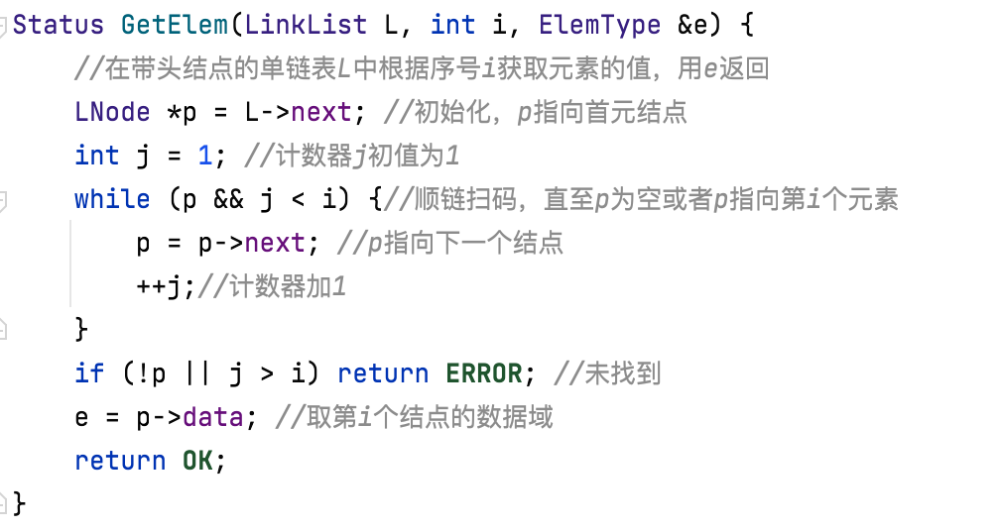 Status GetElem(LinkList L, int i, ElemType &e) {
    //在带头结点的单链表L中根据序号i获取元素的值，用e返回
    LNode *p = L->next; //初始化，p指向首元结点
    int j = 1; //计数器j初值为1
    while (p && j < i) {//顺链扫码，直至p为空或者p指向第i个元素
        p = p->next; //p指向下一个结点
        ++j;//计数器加1
    }
    if (!p || j > i) return ERROR; //未找到
    e = p->data; //取第i个结点的数据域
    return OK;
}